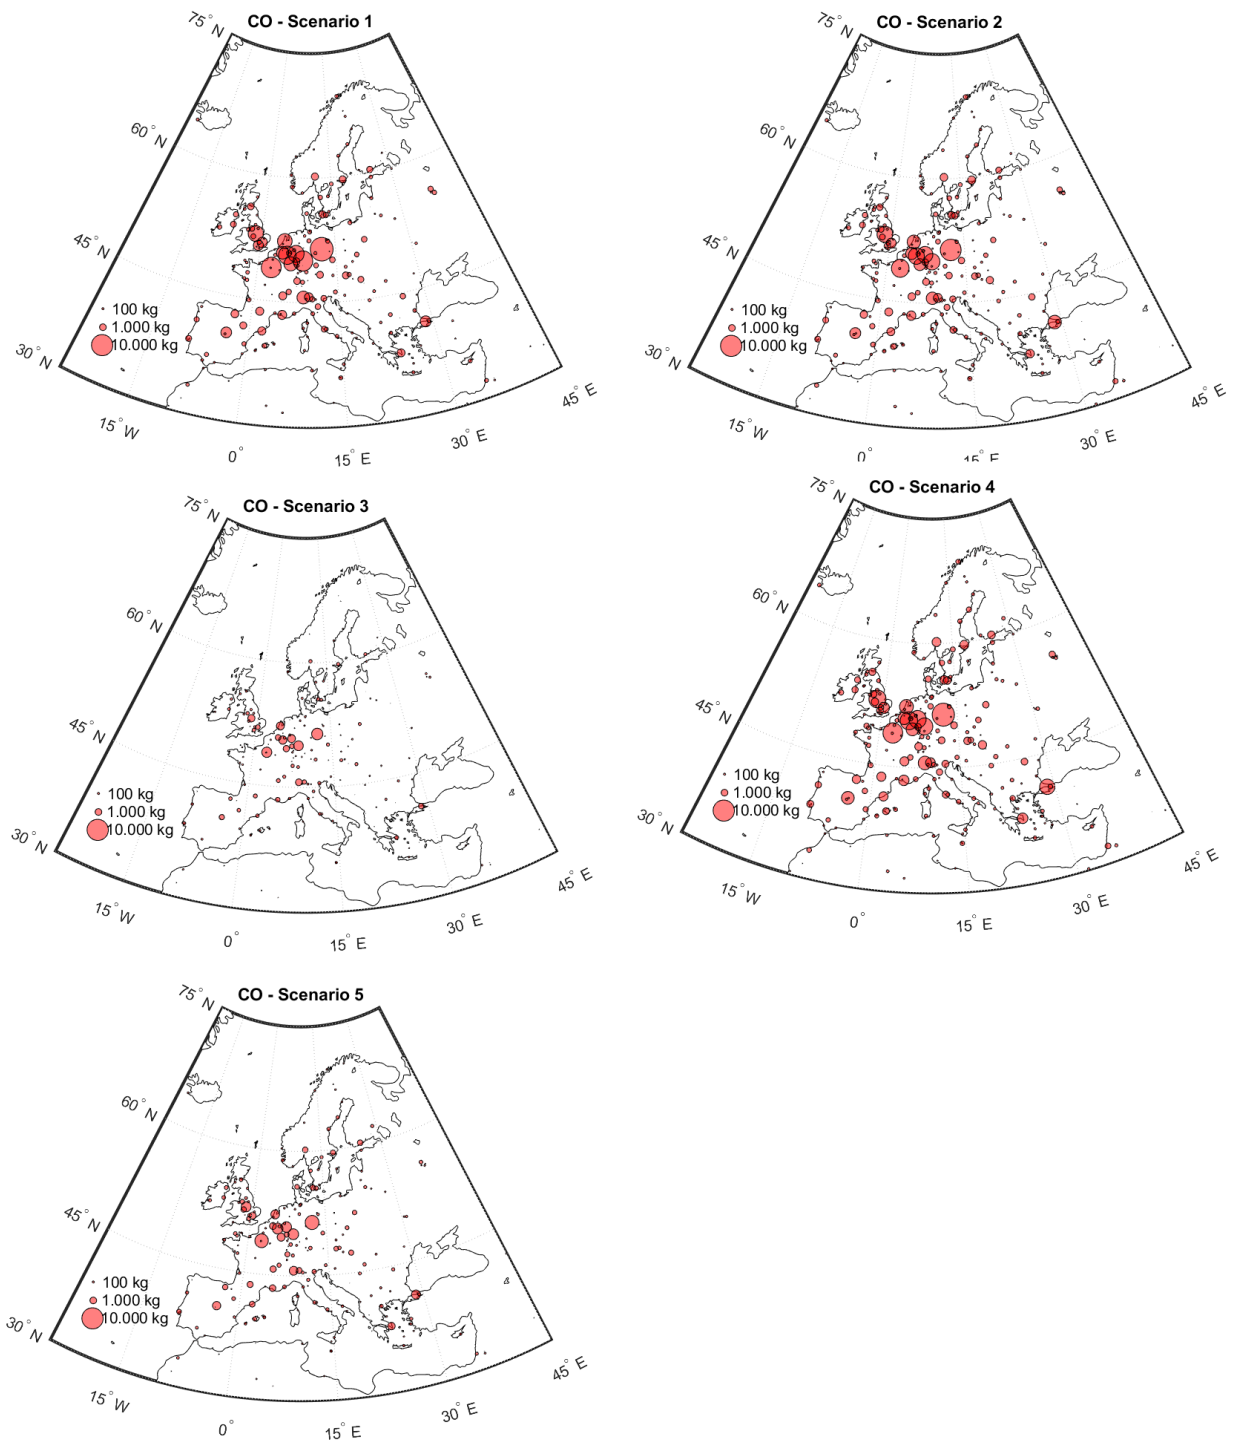 CO - Scenario 1
75° N
60° N
45° N
30° N
15° W
0°
15° E
30° E
45° E
100 kg
1.000 kg
10.000 kg
CO - Scenario 2
75° N
60° N
45° N
30° N
15° W
0°
15° E
30° E
45° E
100 kg
1.000 kg
10.000 kg
CO - Scenario 3
75° N
60° N
45° N
30° N
15° W
0°
15° E
30° E
45° E
100 kg
1.000 kg
10.000 kg
CO - Scenario 4
75° N
60° N
45° N
30° N
15° W
0°
15° E
30° E
45° E
100 kg
1.000 kg
10.000 kg
CO - Scenario 5
75° N
60° N
45° N
30° N
15° W
0°
15° E
30° E
45° E
100 kg
1.000 kg
10.000 kg